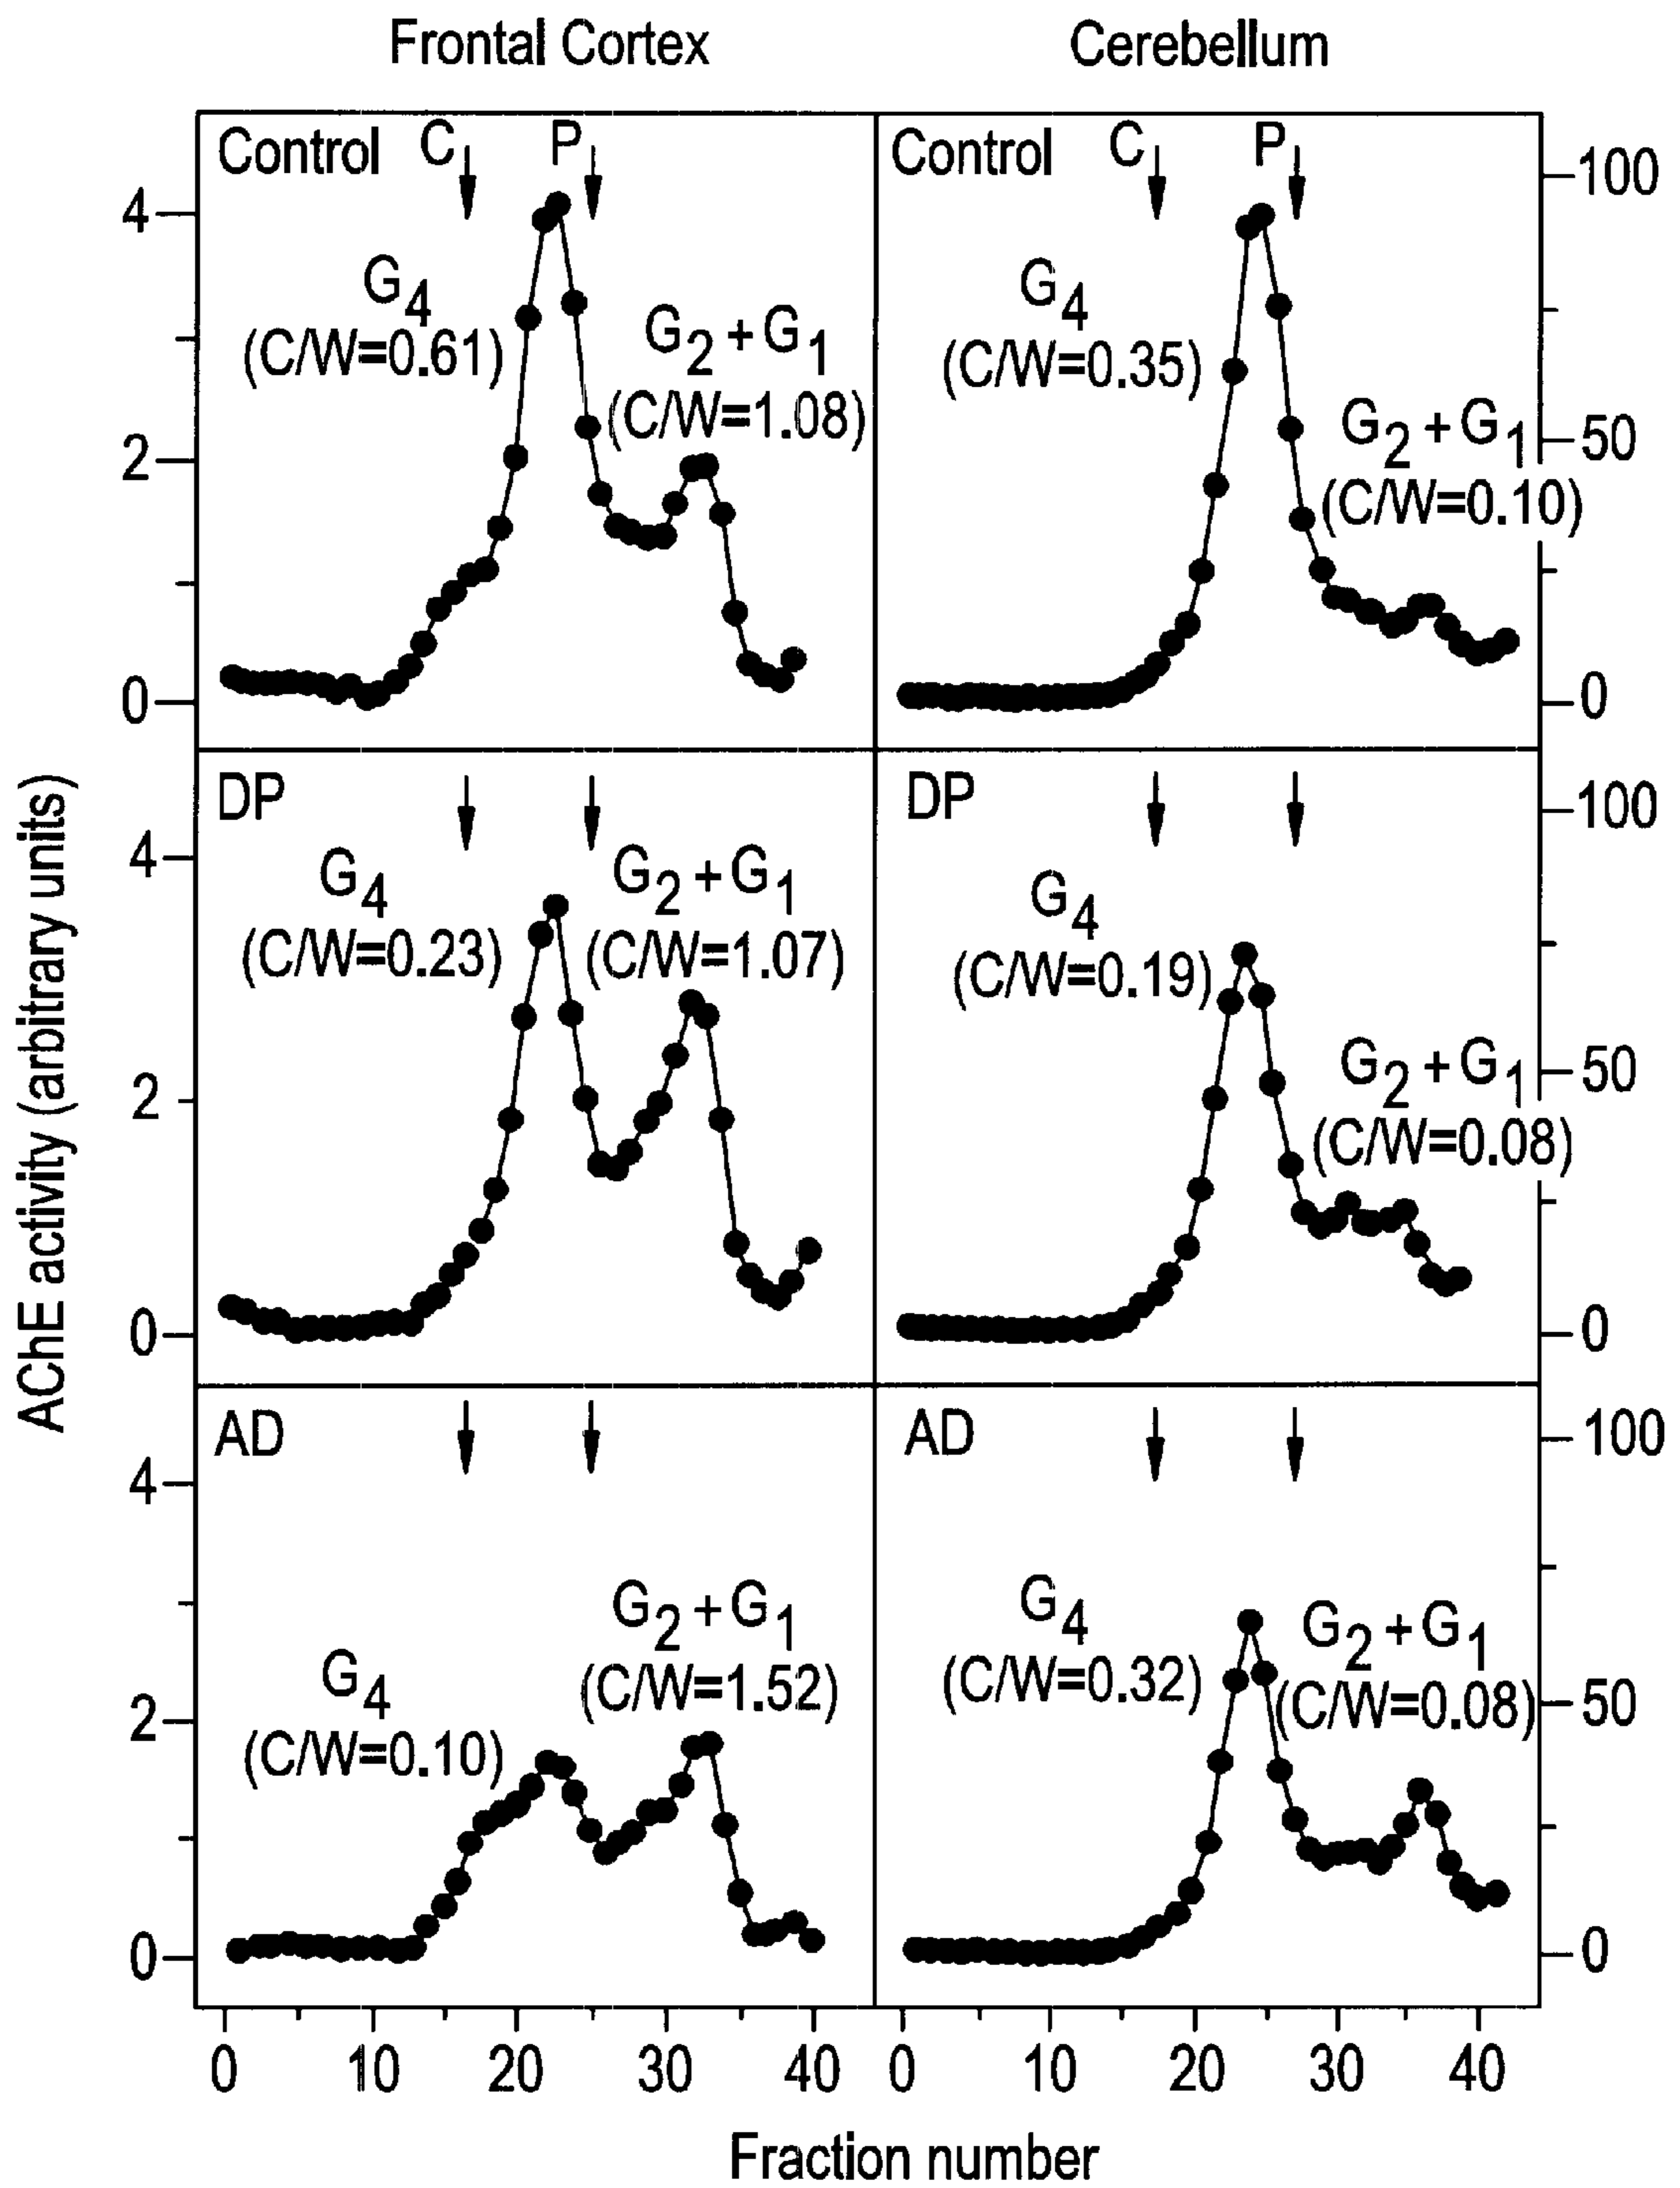 Frontal Cortex
Cerebellum
Control
C
P
G4
(C/W=0.61)
G2+G1
(C/W=1.08)
4
2
0
Control
C
P
G4
(C/W=0.35)
G2+G1
(C/W=0.10)
100
50
0
DP
G4
(C/W=0.23)
G2+G1
(C/W=1.07)
4
2
0
DP
G4
(C/W=0.19)
G2+G1
(C/W=0.08)
100
50
0
AD
G4
(C/W=0.10)
G2+G1
(C/W=1.52)
4
2
0
AD
G4
(C/W=0.32)
G2+G1
(C/W=0.08)
100
50
0
AChE activity (arbitrary units)
0 10 20 30 40
0 10 20 30 40
Fraction number